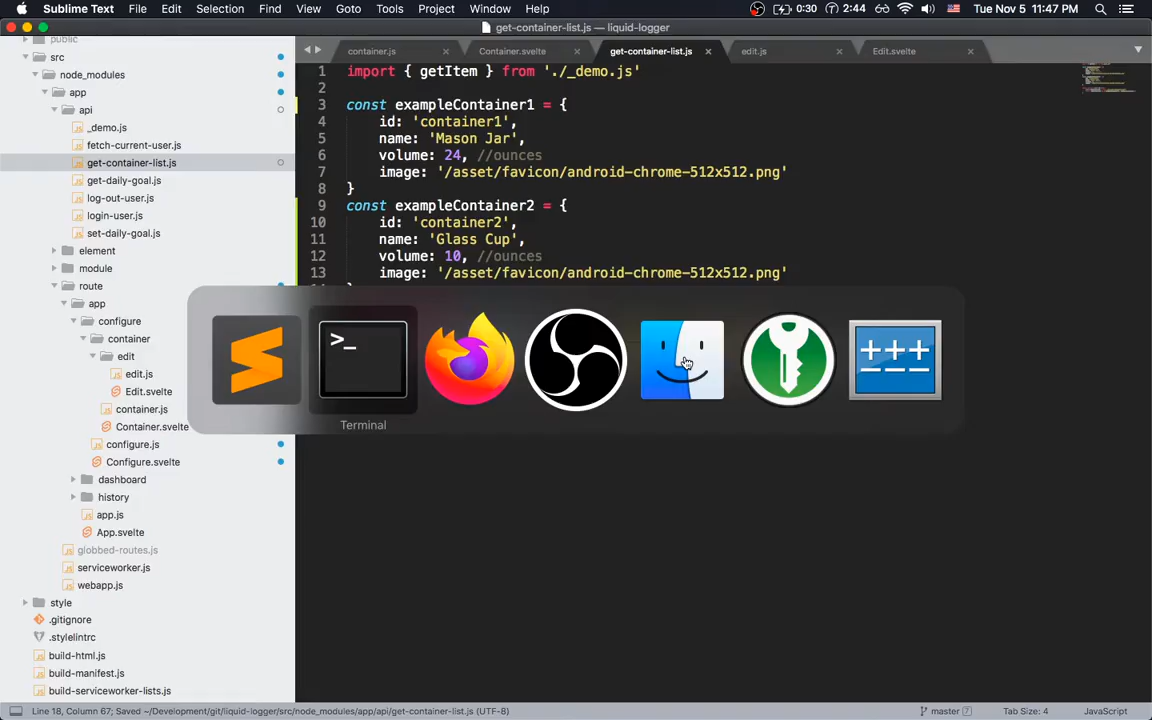 Sublime Text File Edit Selection Find View Goto Tools Project Window Help 0:30 2:44 Tue Nov 5 11:47 PM
get-container-list.js — liquid-logger
public
src
node_modules
app
api
_demo.js
fetch-current-user.js
get-container-list.js
get-daily-goal.js
log-out-user.js
login-user.js
set-daily-goal.js
element
module
route
app
configure
container
edit
edit.js
Edit.svelte
container.js
Container.svelte
configure.js
Configure.svelte
dashboard
history
app.js
App.svelte
globbed-routes.js
serviceworker.js
webapp.js
style
.gitignore
.stylelintrc
build-html.js
build-manifest.js
build-serviceworker-lists.js
container.js Container.svelte get-container-list.js edit.js Edit.svelte
1 import { getItem } from './_demo.js'
2
3 const exampleContainer1 = {
4 id: 'container1',
5 name: 'Mason Jar',
6 volume: 24, //ounces
7 image: '/asset/favicon/android-chrome-512x512.png'
8 }
9 const exampleContainer2 = {
10 id: 'container2',
11 name: 'Glass Cup',
12 volume: 10, //ounces
13 image: '/asset/favicon/android-chrome-512x512.png'
>_
Terminal
+++
Line 18, Column 67; Saved ~/Development/git/liquid-logger/src/node_modules/app/api/get-container-list.js (UTF-8) master 7 Tab Size: 4 JavaScript